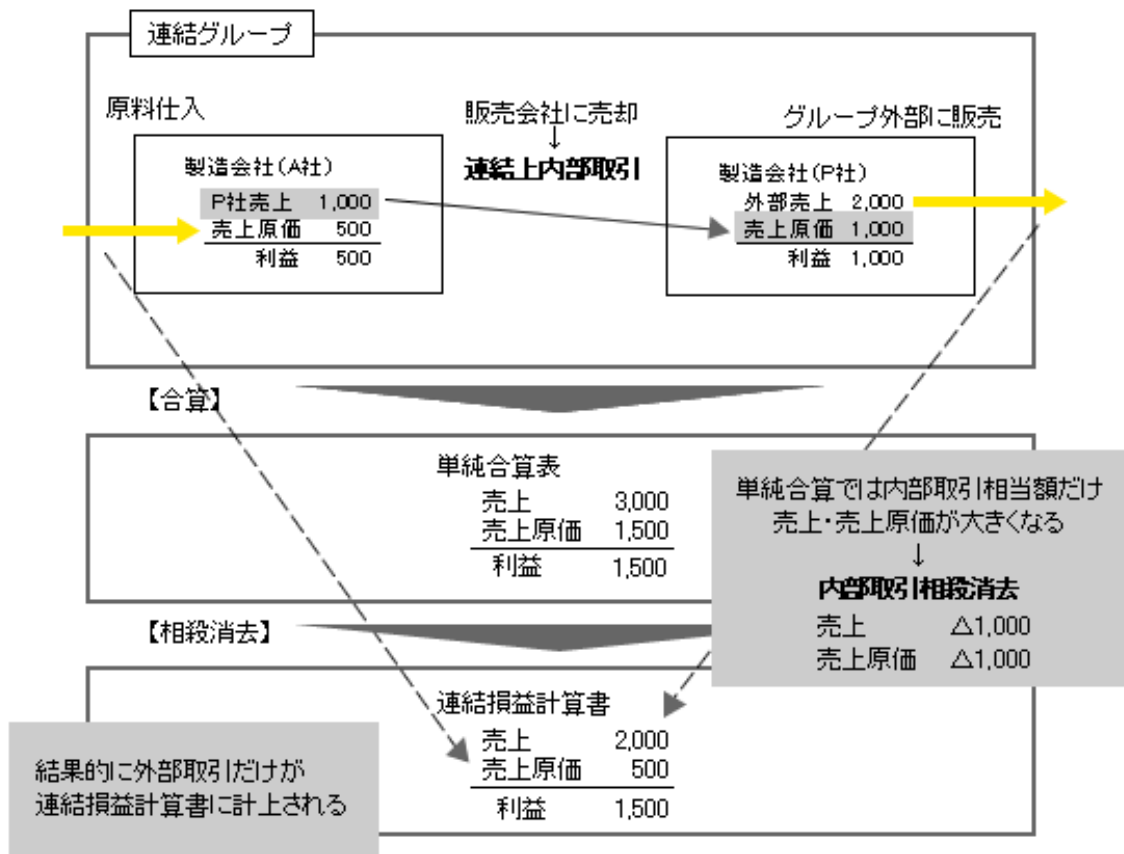 連結グループ
原料仕入
販売会社に売却
↓
連結上内部取引
グループ外部に販売
製造会社(A社)
P社売上 1,000
売上原価 500
利益 500
製造会社(P社)
外部売上 2,000
売上原価 1,000
利益 1,000
【合算】
単純合算表
売上 3,000
売上原価 1,500
利益 1,500
単純合算では内部取引相当額だけ
売上・売上原価が大きくなる
↓
内部取引相殺消去
売上 △1,000
売上原価 △1,000
【相殺消去】
連結損益計算書
売上 2,000
売上原価 500
利益 1,500
結果的に外部取引だけが
連結損益計算書に計上される